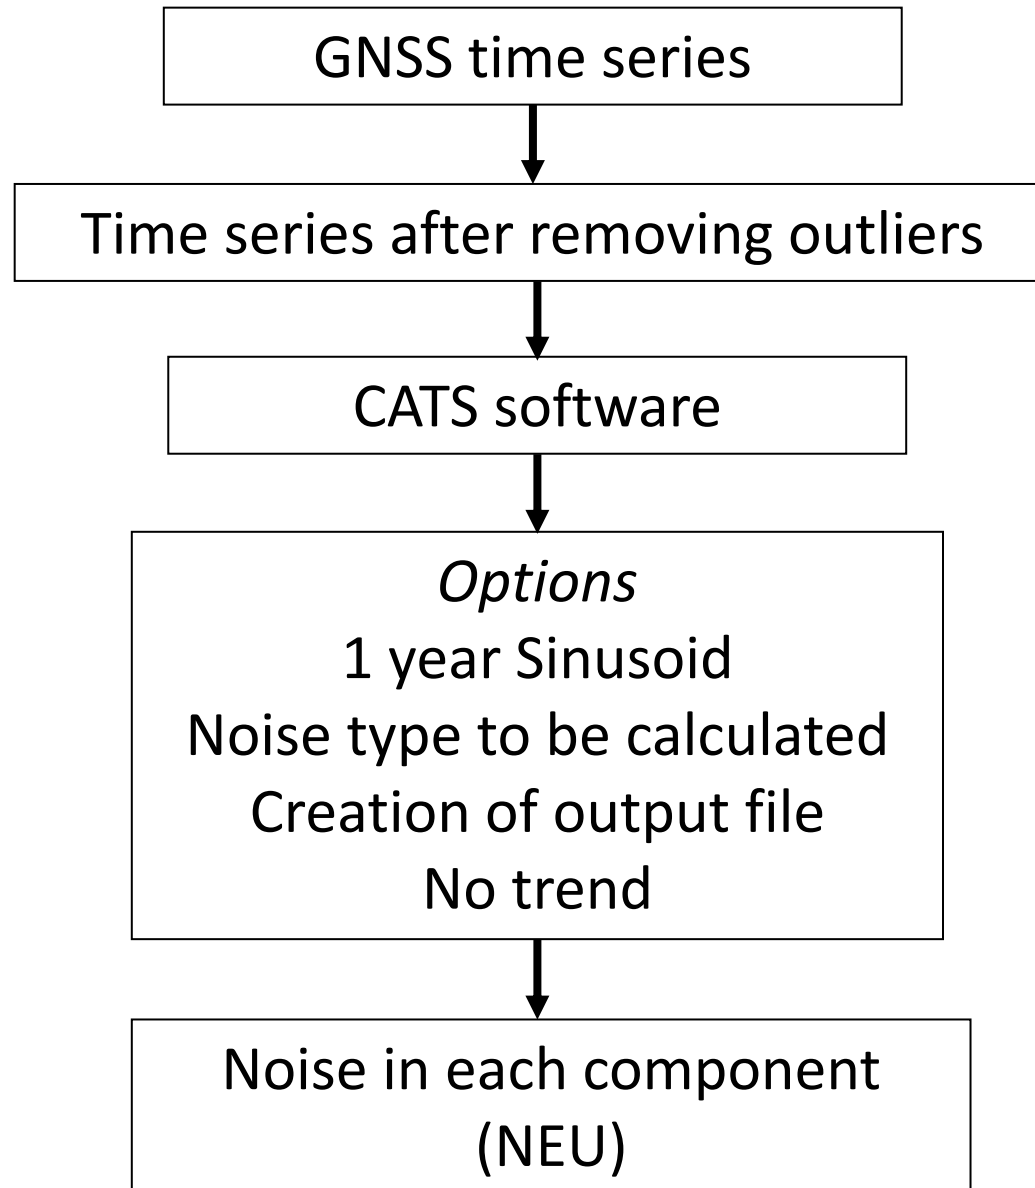 GNSS time series
Time series after removing outliers
CATS software
Options
1 year Sinusoid
Noise type to be calculated
Creation of output file
No trend
Noise in each component
(NEU)